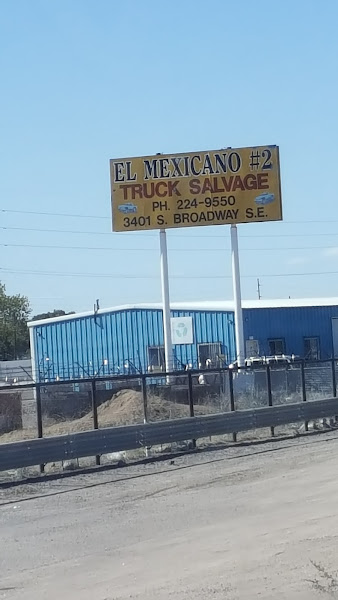 EL MEXICANO #2
TRUCK SALVAGE
PH. 224-9550
3401 S. BROADWAY S.E.